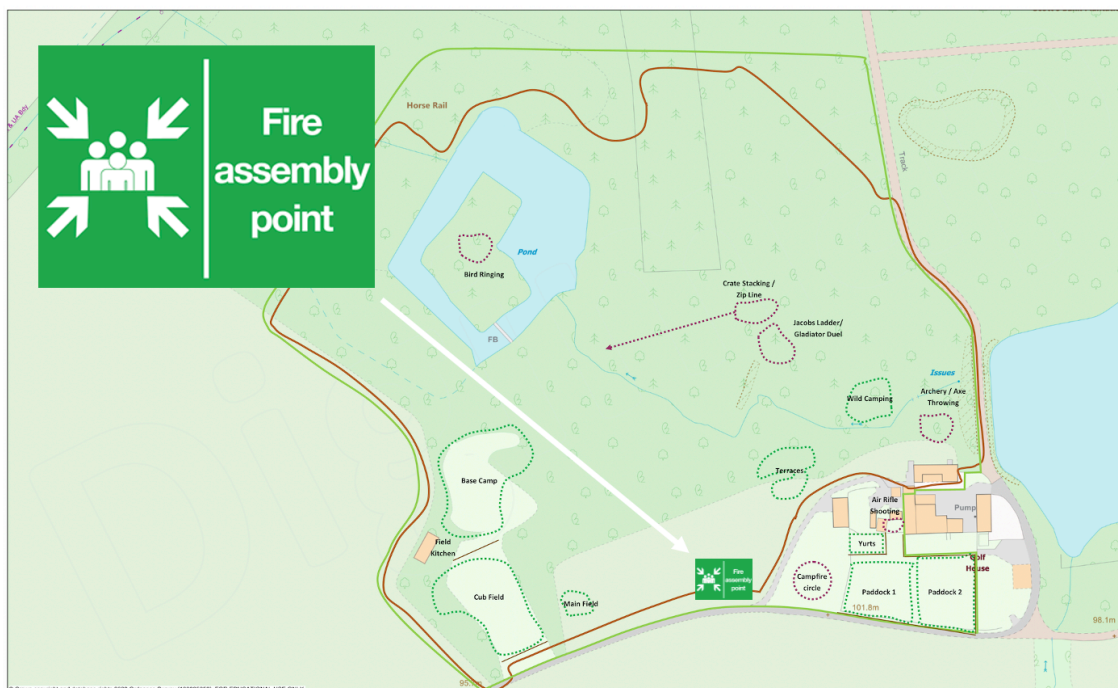 & UA Bdy
Fire
assembly
point
Horse Rail
Track
Pond
Bird Ringing
FB
Crate Stacking /
Zip Line
Jacobs Ladder/
Gladiator Duel
Issues
Wild Camping
Archery / Axe
Throwing
Base Camp
Terraces
Air Rifle
Shooting
Pump
Field
Kitchen
Yurts
Golf
House
Fire
assembly
point
Campfire
circle
Cub Field
Main Field
Paddock 1
Paddock 2
101.8m
98.1m